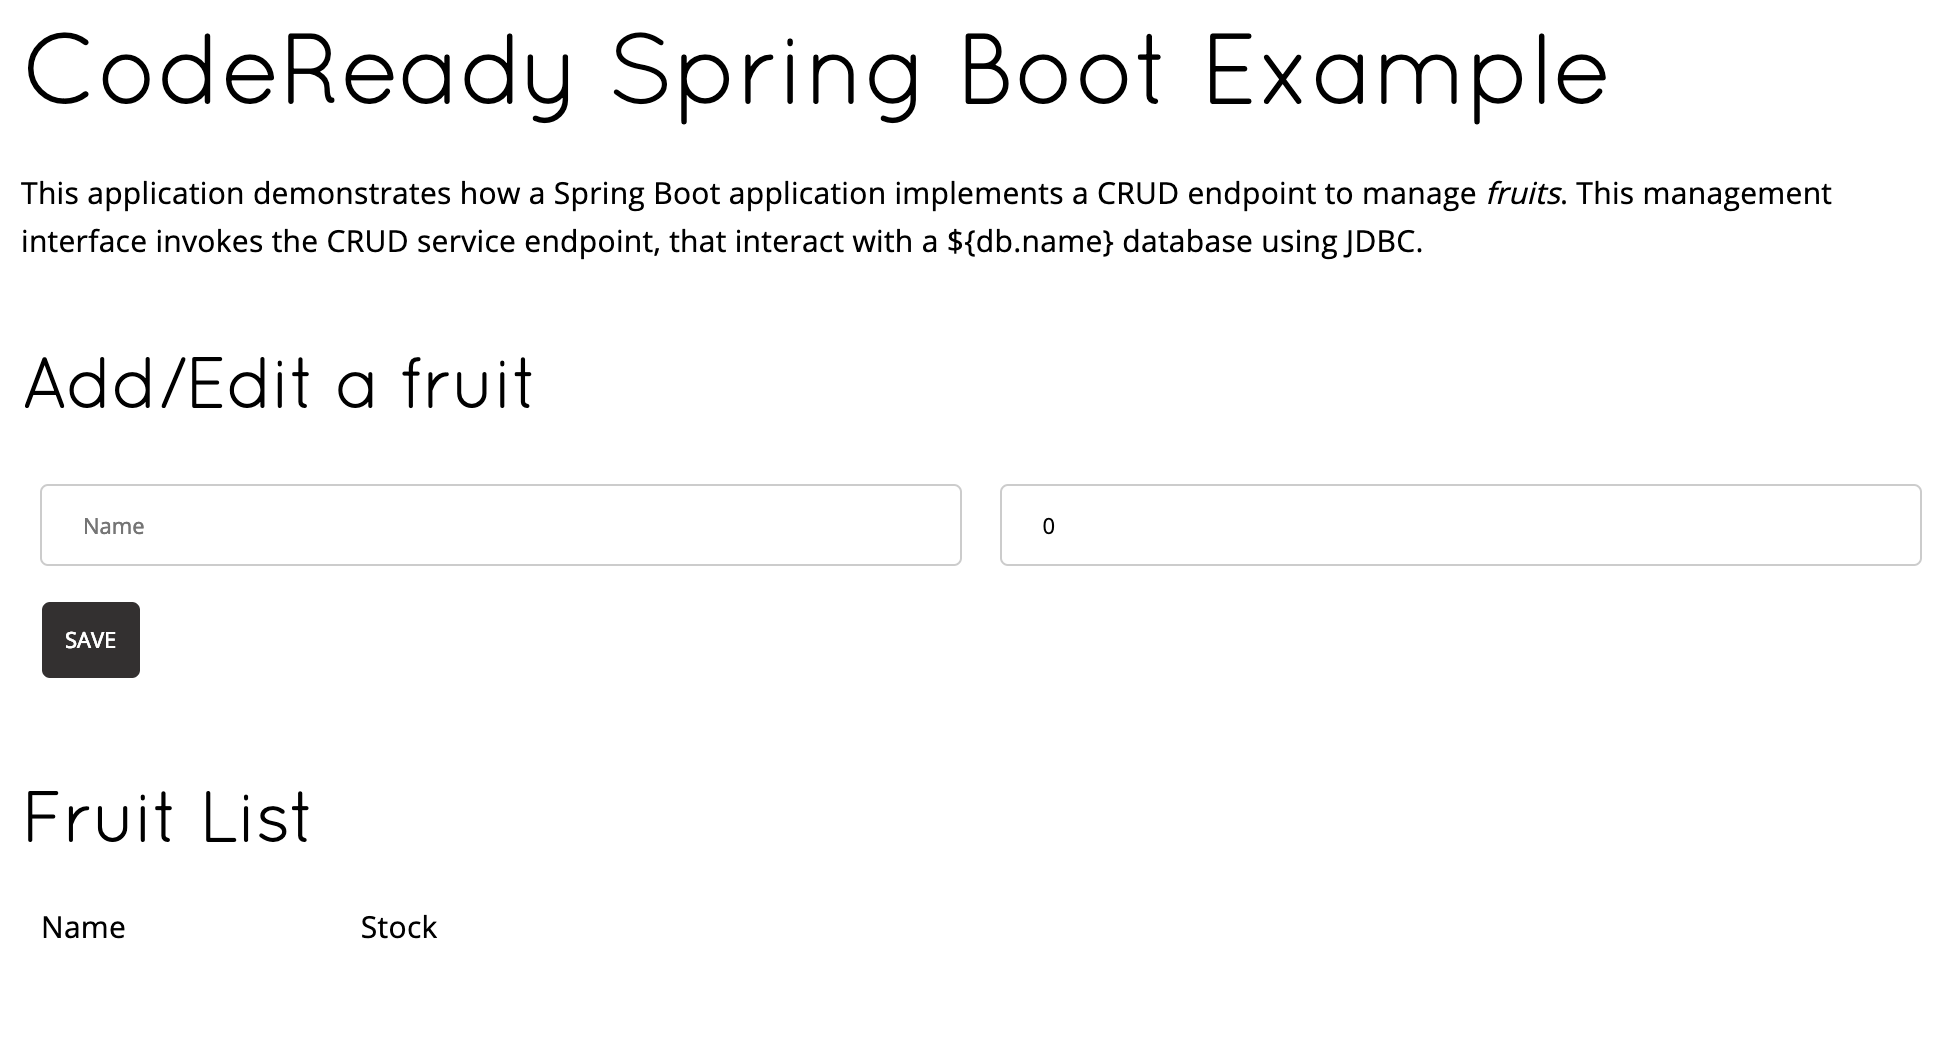 CodeReady Spring Boot Example
This application demonstrates how a Spring Boot application implements a CRUD endpoint to manage fruits. This management
interface invokes the CRUD service endpoint, that interact with a ${db.name} database using JDBC.
Add/Edit a fruit
Name 0
SAVE
Fruit List
Name Stock